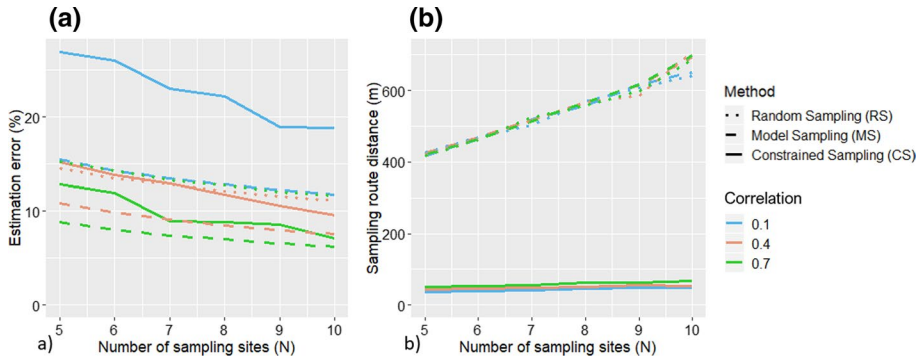 (a)
(b)
Estimation error (%)
20
10
0
5 6 7 8 9 10
a)
Number of sampling sites (N)
Sampling route distance (m)
600
400
200
0
5 6 7 8 9 10
b)
Number of sampling sites (N)
Method
Random Sampling (RS)
Model Sampling (MS)
Constrained Sampling (CS)
Correlation
0.1
0.4
0.7